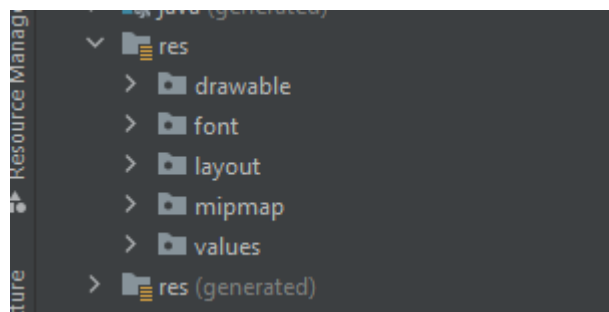 java (generated)
res
drawable
font
layout
mipmap
values
res (generated)
Resource Manag
ture